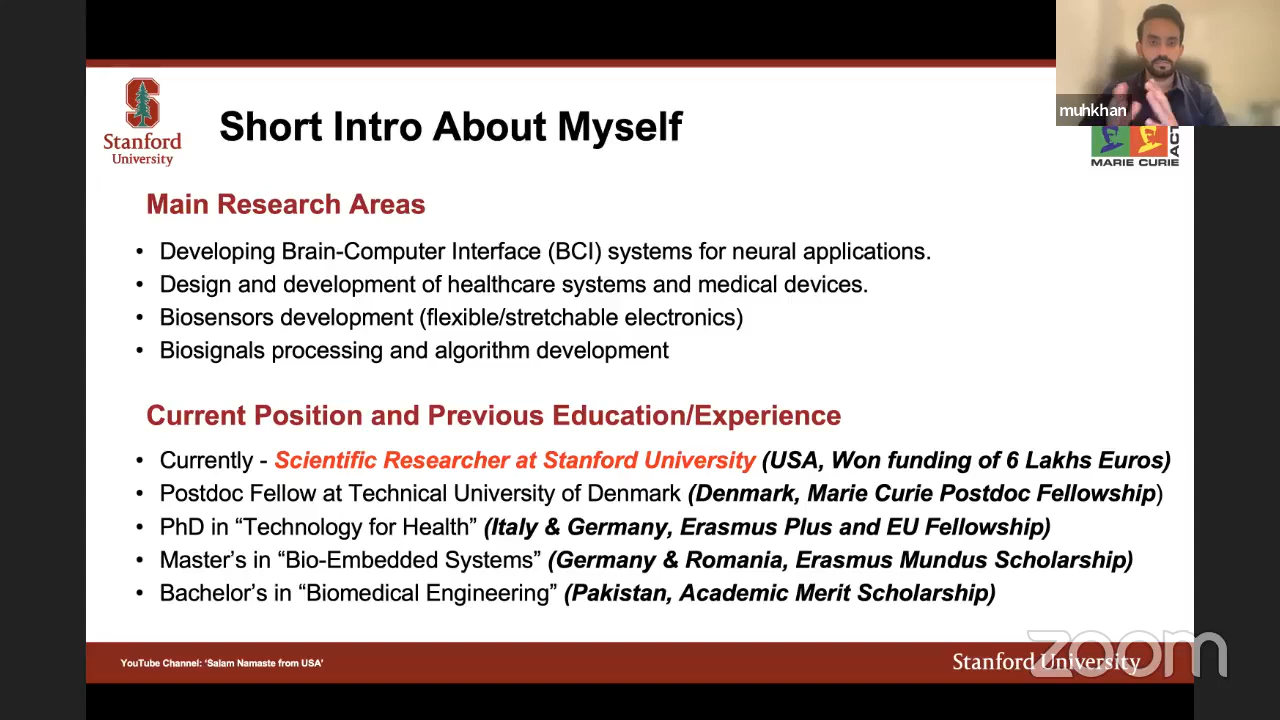 muhkhan
Stanford
University
Short Intro About Myself
MARIE CURIE
ACT
Main Research Areas
• Developing Brain-Computer Interface (BCI) systems for neural applications.
• Design and development of healthcare systems and medical devices.
• Biosensors development (flexible/stretchable electronics)
• Biosignals processing and algorithm development
Current Position and Previous Education/Experience
• Currently - Scientific Researcher at Stanford University (USA, Won funding of 6 Lakhs Euros)
• Postdoc Fellow at Technical University of Denmark (Denmark, Marie Curie Postdoc Fellowship)
• PhD in “Technology for Health” (Italy & Germany, Erasmus Plus and EU Fellowship)
• Master’s in “Bio-Embedded Systems” (Germany & Romania, Erasmus Mundus Scholarship)
• Bachelor’s in “Biomedical Engineering” (Pakistan, Academic Merit Scholarship)
YouTube Channel: ‘Salam Namaste from USA’
Stanford University
zoom